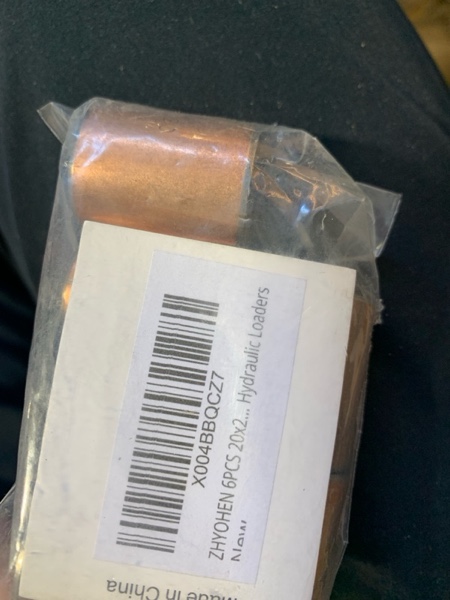 X004BBQCZ7
ZHYOHEN 6PCS 20x2... Hydraulic Loaders
New
Made in China